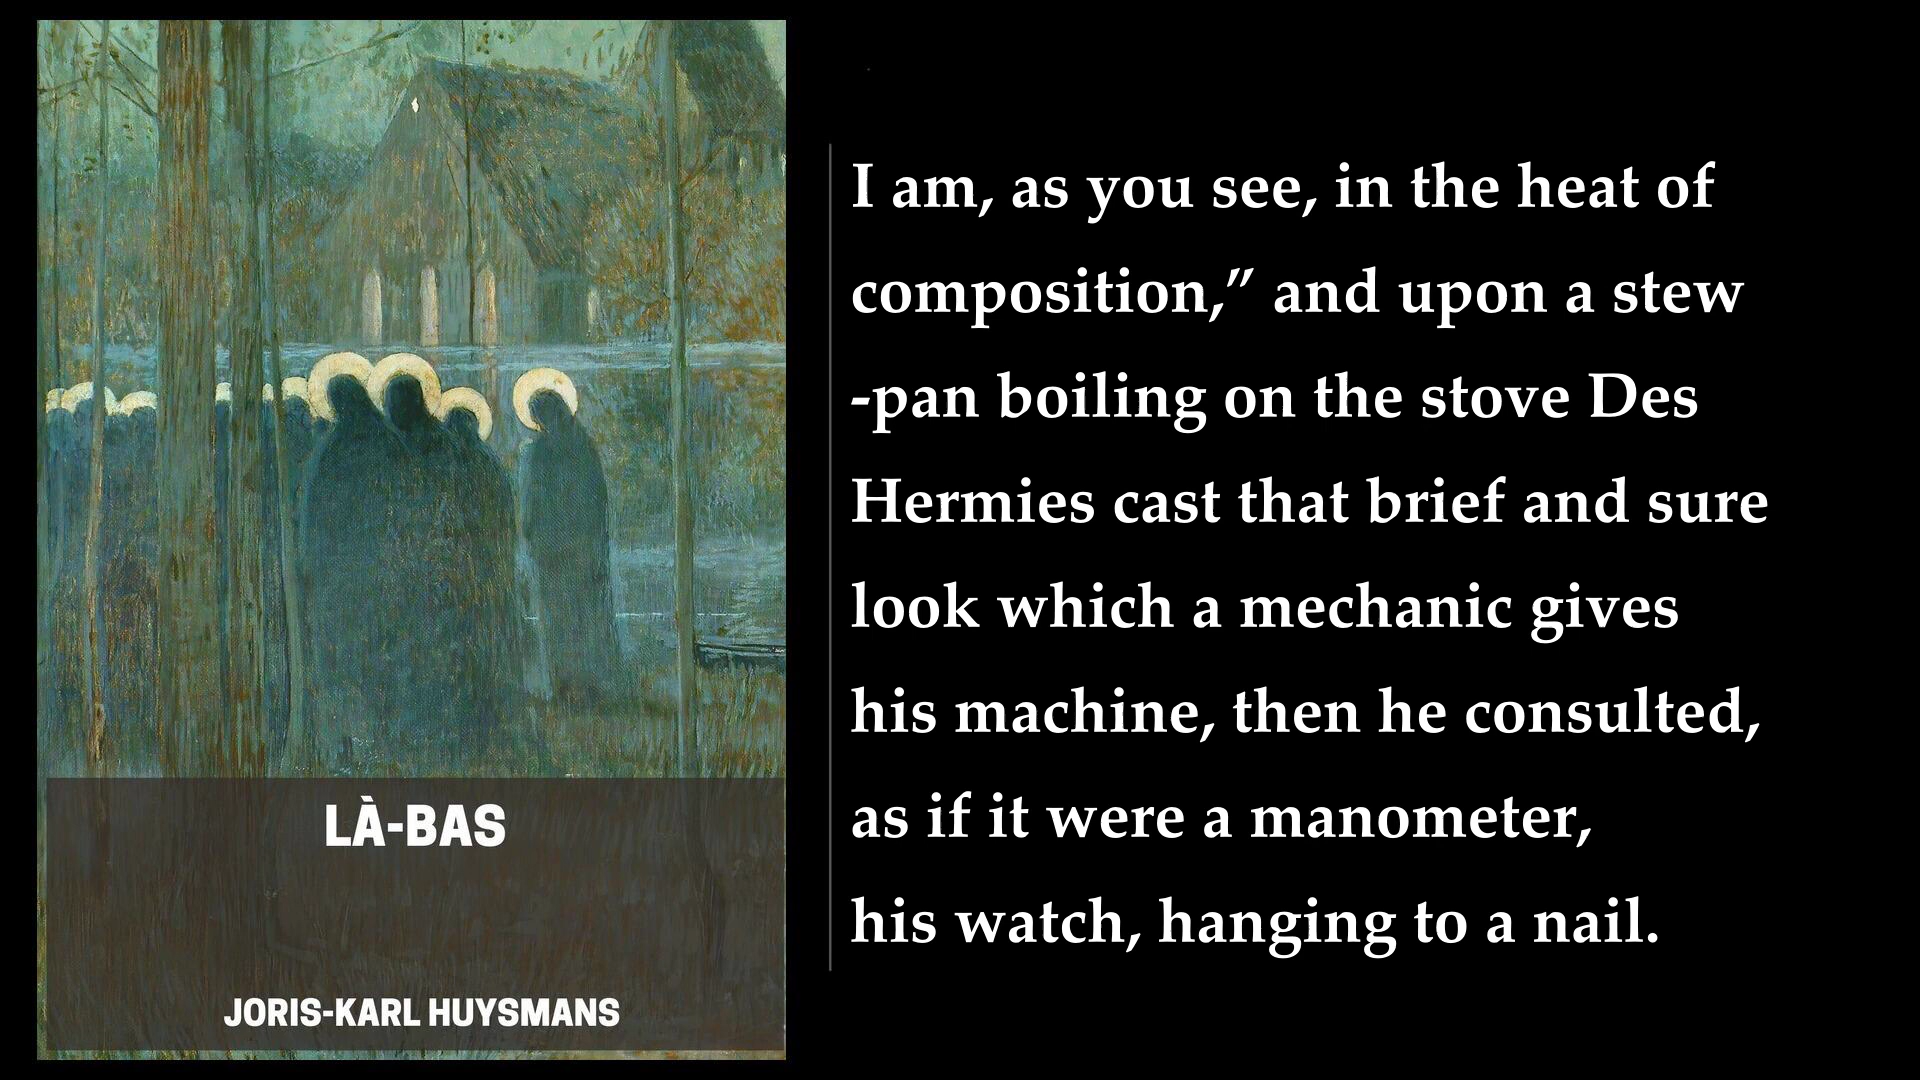 LÀ-BAS
JORIS-KARL HUYSMANS
I am, as you see, in the heat of
composition,” and upon a stew
-pan boiling on the stove Des
Hermies cast that brief and sure
look which a mechanic gives
his machine, then he consulted,
as if it were a manometer,
his watch, hanging to a nail.